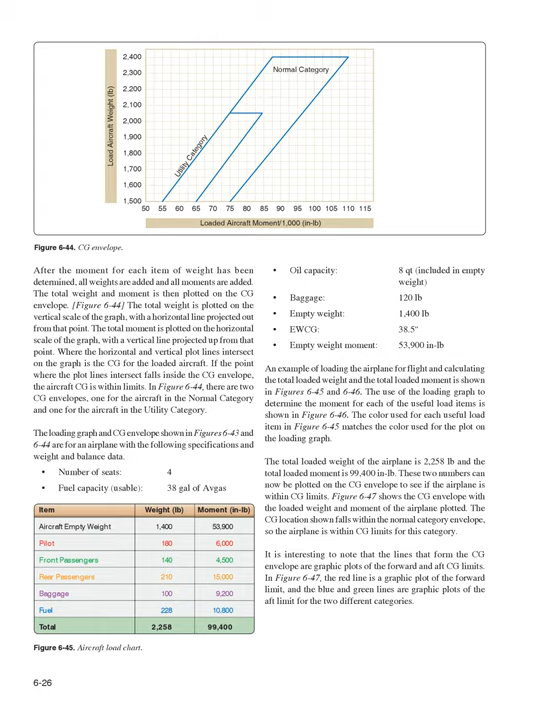 2,400
2,300
2,200
2,100
2,000
1,900
1,800
1,700
1,600
1,500
Load Aircraft Weight (lb)
Normal Category
Utility Category
50 55 60 65 70 75 80 85 90 95 100 105 110 115
Loaded Aircraft Moment/1,000 (in-lb)
Figure 6-44. CG envelope.
After the moment for each item of weight has been
determined, all weights are added and all moments are added.
The total weight and moment is then plotted on the CG
envelope. [Figure 6-44] The total weight is plotted on the
vertical scale of the graph, with a horizontal line projected out
from that point. The total moment is plotted on the horizontal
scale of the graph, with a vertical line projected up from that
point. Where the horizontal and vertical plot lines intersect
on the graph is the CG for the loaded aircraft. If the point
where the plot lines intersect falls inside the CG envelope,
the aircraft CG is within limits. In Figure 6-44, there are two
CG envelopes, one for the aircraft in the Normal Category
and one for the aircraft in the Utility Category.
The loading graph and CG envelope shown in Figures 6-43 and
6-44 are for an airplane with the following specifications and
weight and balance data.
• Number of seats: 4
• Fuel capacity (usable): 38 gal of Avgas
Item Weight (lb) Moment (in-lb)
Aircraft Empty Weight 1,400 53,900
Pilot 180 6,000
Front Passengers 140 4,500
Rear Passengers 210 15,000
Baggage 100 9,200
Fuel 228 10,800
Total 2,258 99,400
Figure 6-45. Aircraft load chart.
• Oil capacity: 8 qt (included in empty
weight)
• Baggage: 120 lb
• Empty weight: 1,400 lb
• EWCG: 38.5"
• Empty weight moment: 53,900 in-lb
An example of loading the airplane for flight and calculating
the total loaded weight and the total loaded moment is shown
in Figures 6-45 and 6-46. The use of the loading graph to
determine the moment for each of the useful load items is
shown in Figure 6-46. The color used for each useful load
item in Figure 6-45 matches the color used for the plot on
the loading graph.
The total loaded weight of the airplane is 2,258 lb and the
total loaded moment is 99,400 in-lb. These two numbers can
now be plotted on the CG envelope to see if the airplane is
within CG limits. Figure 6-47 shows the CG envelope with
the loaded weight and moment of the airplane plotted. The
CG location shown falls within the normal category envelope,
so the airplane is within CG limits for this category.
It is interesting to note that the lines that form the CG
envelope are graphic plots of the forward and aft CG limits.
In Figure 6-47, the red line is a graphic plot of the forward
limit, and the blue and green lines are graphic plots of the
aft limit for the two different categories.
6-26